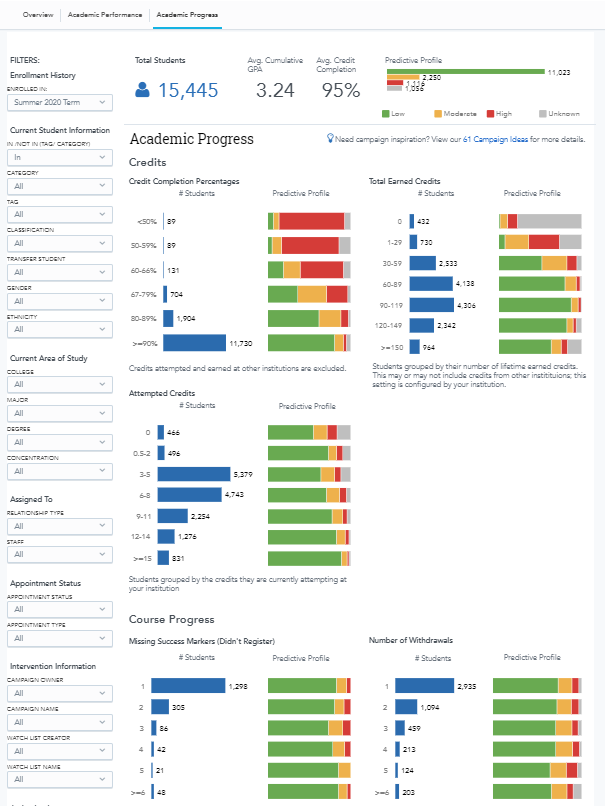 Overview Academic Performance Academic Progress
FILTERS:
Enrollment History
ENROLLED IN:
Summer 2020 Term
Current Student Information
IN /NOT IN (TAG/ CATEGORY)
In
CATEGORY
All
TAG
All
CLASSIFICATION
All
TRANSFER STUDENT
All
GENDER
All
ETHNICITY
All
Current Area of Study
COLLEGE
All
MAJOR
All
DEGREE
All
CONCENTRATION
All
Assigned To
RELATIONSHIP TYPE
All
STAFF
All
Appointment Status
APPOINTMENT STATUS
All
APPOINTMENT TYPE
All
Intervention Information
CAMPAIGN OWNER
All
CAMPAIGN NAME
All
WATCH LIST CREATOR
All
WATCH LIST NAME
All
Total Students
15,445
Avg. Cumulative
GPA
3.24
Avg. Credit
Completion
95%
Predictive Profile
11,023
2,250
1,116
1,056
Low Moderate High Unknown
Academic Progress
Need campaign inspiration? View our 61 Campaign Ideas for more details.
Credits
Credit Completion Percentages
# Students Predictive Profile
<50% 89
50-59% 89
60-66% 131
67-79% 704
80-89% 1,904
>=90% 11,730
Credits attempted and earned at other institutions are excluded.
Total Earned Credits
# Students Predictive Profile
0 432
1-29 730
30-59 2,533
60-89 4,138
90-119 4,306
120-149 2,342
>=150 964
Students grouped by their number of lifetime earned credits.
This may or may not include credits from other institituions; this
setting is configured by your institution.
Attempted Credits
# Students Predictive Profile
0 466
0.5-2 496
3-5 5,379
6-8 4,743
9-11 2,254
12-14 1,276
>=15 831
Students grouped by the credits they are currently attempting at
your institution
Course Progress
Missing Success Markers (Didn't Register)
# Students Predictive Profile
1 1,298
2 305
3 86
4 42
5 21
>=6 48
Number of Withdrawals
# Students Predictive Profile
1 2,935
2 1,094
3 459
4 213
5 124
>=6 203